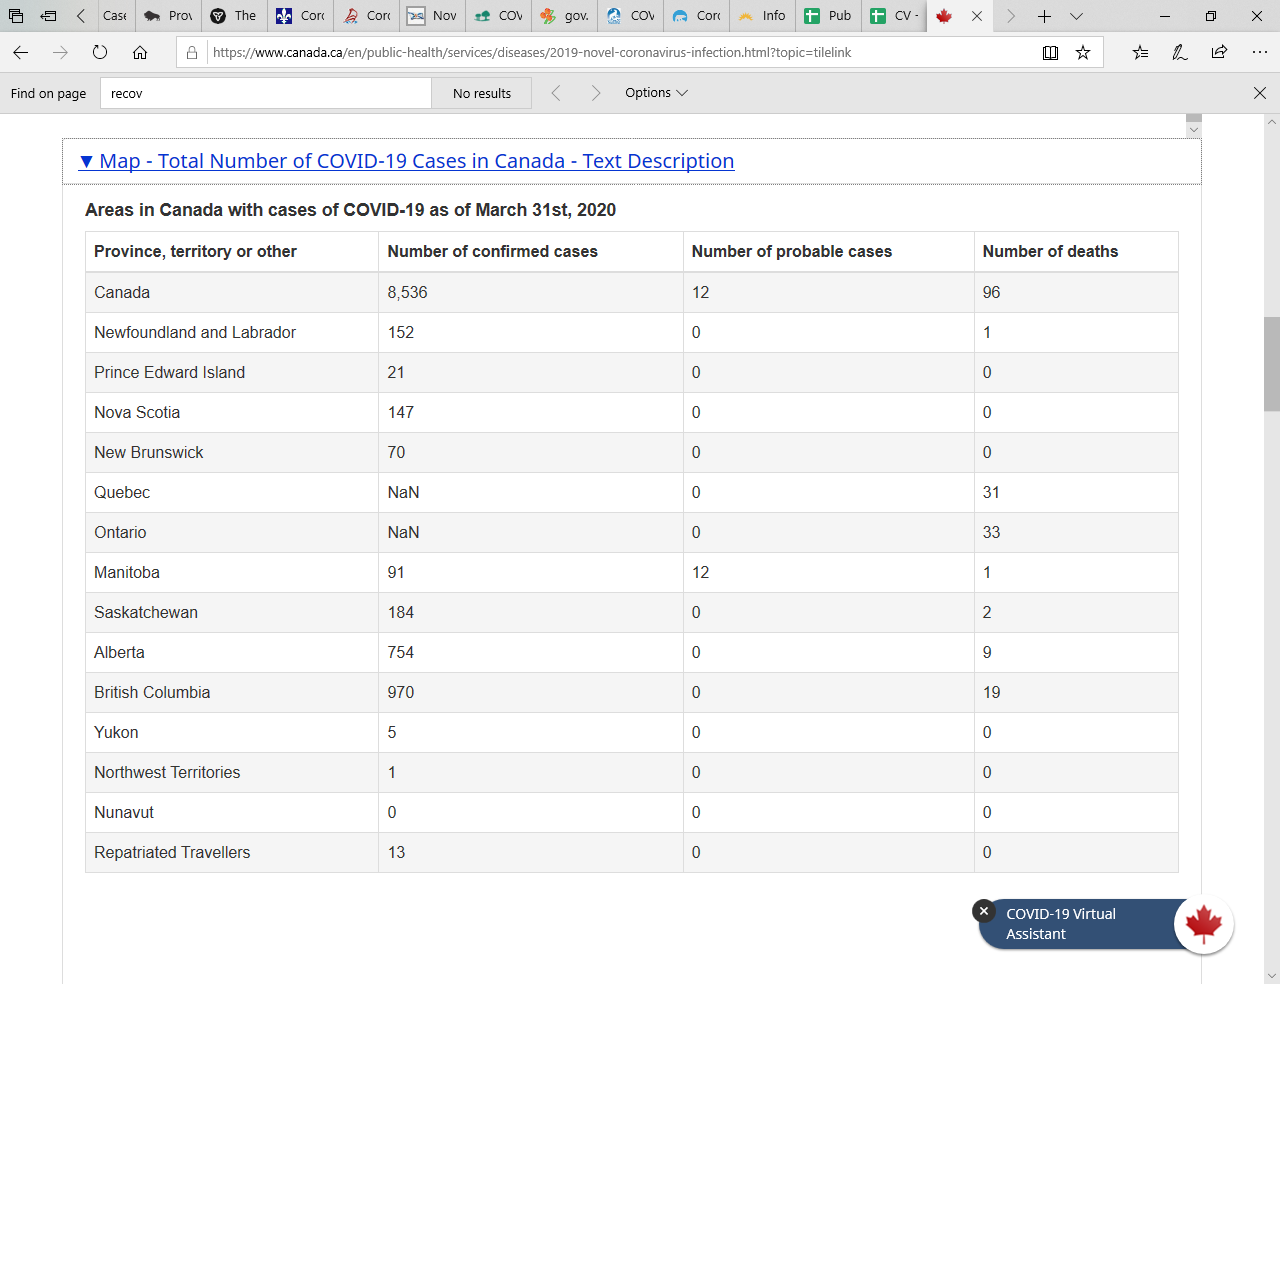 Case Prov The Cord Cord Nov COV gov. COV Cord Info Pub CV -
https://www.canada.ca/en/public-health/services/diseases/2019-novel-coronavirus-infection.html?topic=tilelink
Find on page recov No results Options
▼ Map - Total Number of COVID-19 Cases in Canada - Text Description
Areas in Canada with cases of COVID-19 as of March 31st, 2020
Province, territory or other Number of confirmed cases Number of probable cases Number of deaths
Canada 8,536 12 96
Newfoundland and Labrador 152 0 1
Prince Edward Island 21 0 0
Nova Scotia 147 0 0
New Brunswick 70 0 0
Quebec NaN 0 31
Ontario NaN 0 33
Manitoba 91 12 1
Saskatchewan 184 0 2
Alberta 754 0 9
British Columbia 970 0 19
Yukon 5 0 0
Northwest Territories 1 0 0
Nunavut 0 0 0
Repatriated Travellers 13 0 0
COVID-19 Virtual
Assistant